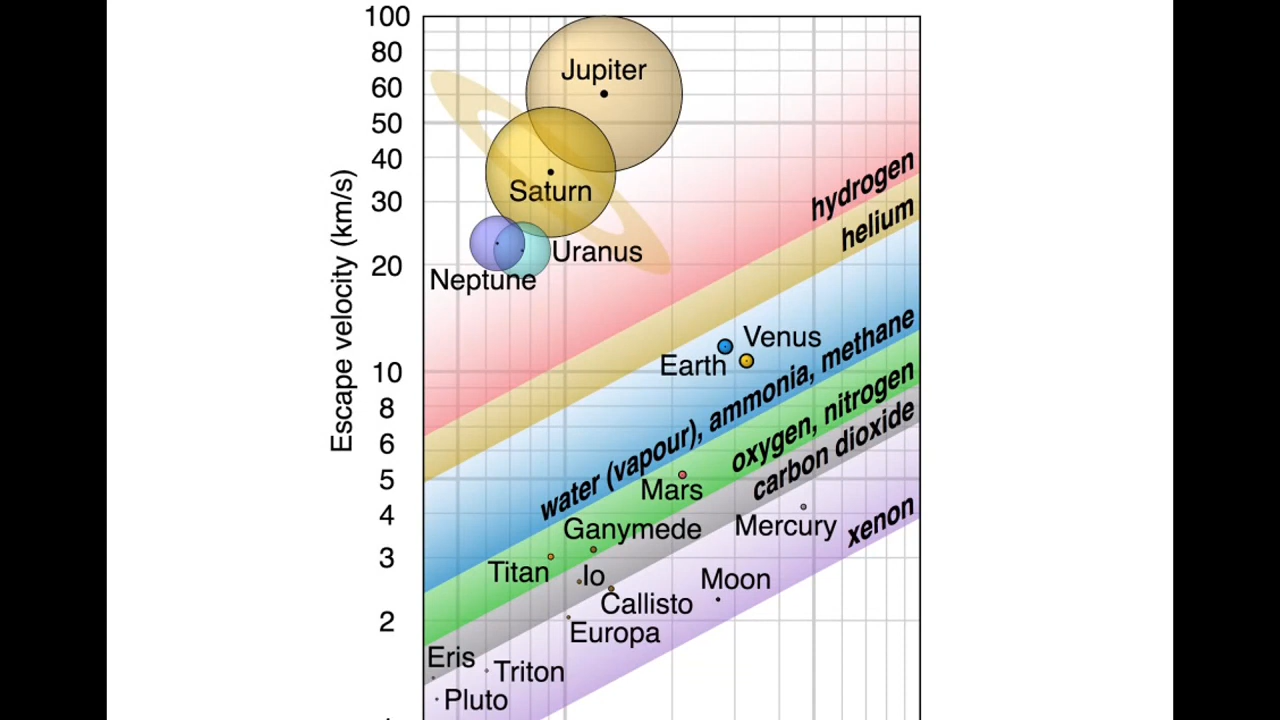 100
80
60
50
40
30
20
10
8
6
5
4
3
2
Escape velocity (km/s)
Jupiter
Saturn
Uranus
Neptune
hydrogen
helium
Venus
Earth
water (vapour), ammonia, methane
oxygen, nitrogen
carbon dioxide
Mars
Mercury
xenon
Ganymede
Titan
Io
Moon
Callisto
Europa
Eris
Triton
Pluto